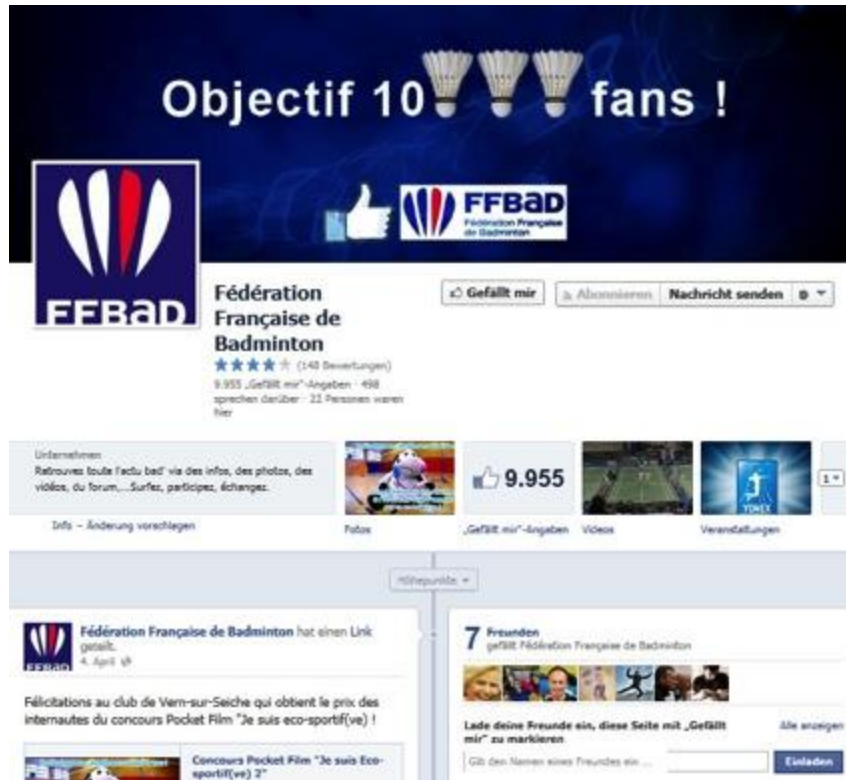 Objectif 10 fans !
FFBaD
Fédération Française
de Badminton
FFBaD
Fédération
Française de
Badminton
Gefällt mir
Abonnieren
Nachricht senden
(148 Bewertungen)
9.955 „Gefällt mir“-Angaben · 498
sprechen darüber · 22 Personen waren
hier
Unternehmen
Retrouvez toute l'actu bad' via des infos, des photos, des
vidéos, du forum,...Surfez, participez, échangez.
9.955
YONEX
1
Info – Änderung vorschlagen
Fotos
„Gefällt mir“-Angaben
Videos
Veranstaltungen
Höhepunkte
Fédération Française de Badminton hat einen Link
geteilt.
4. April
FFBaD
Félicitations au club de Vern-sur-Seiche qui obtient le prix des
internautes du concours Pocket Film "Je suis eco-sportif(ve) !
Concours Pocket Film "Je suis Eco-
sportif(ve) 2"
7 Freunden
gefällt Fédération Française de Badminton
Lade deine Freunde ein, diese Seite mit „Gefällt
mir“ zu markieren
Alle anzeigen
Gib den Namen eines Freundes ein ...
Einladen